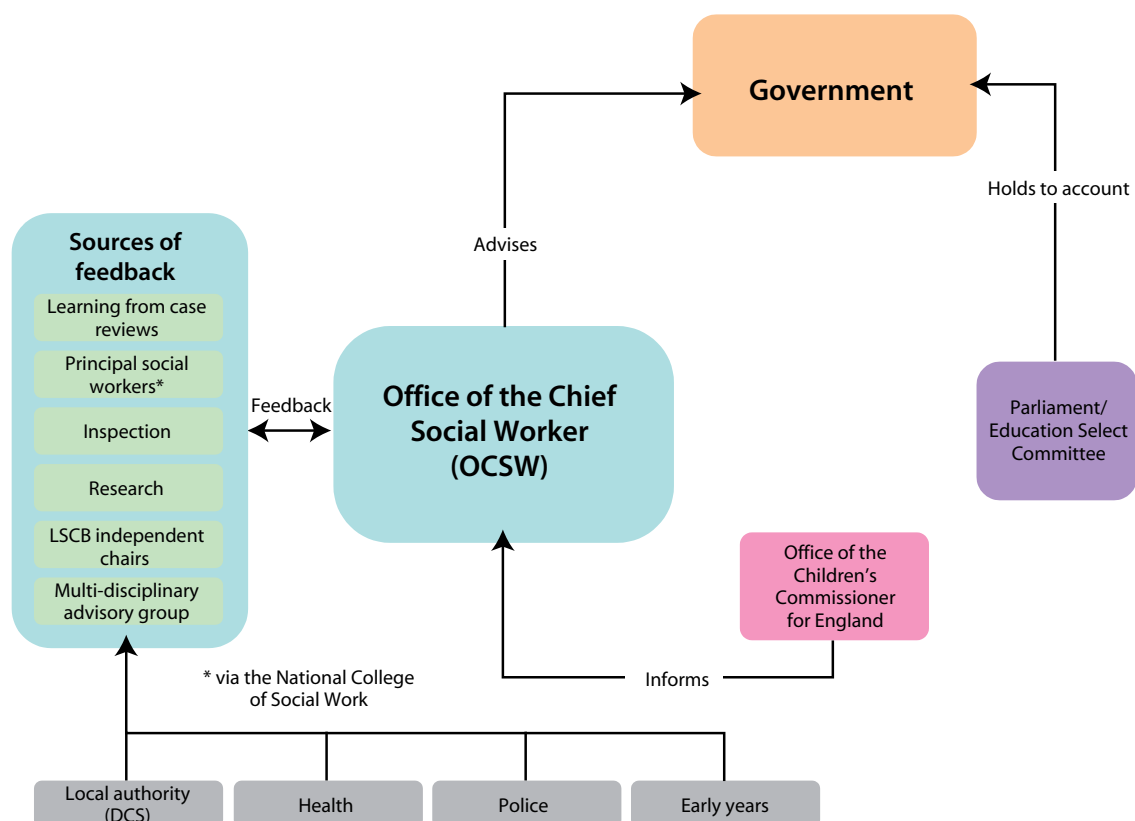 Government
Holds to account
Advises
Sources of
feedback
Learning from case
reviews
Principal social
workers*
Inspection
Research
LSCB independent
chairs
Multi-disciplinary
advisory group
Feedback
Office of the Chief
Social Worker
(OCSW)
Parliament/
Education Select
Committee
Office of the
Children’s
Commissioner
for England
Informs
* via the National College
of Social Work
Local authority
(DCS)
Health
Police
Early years